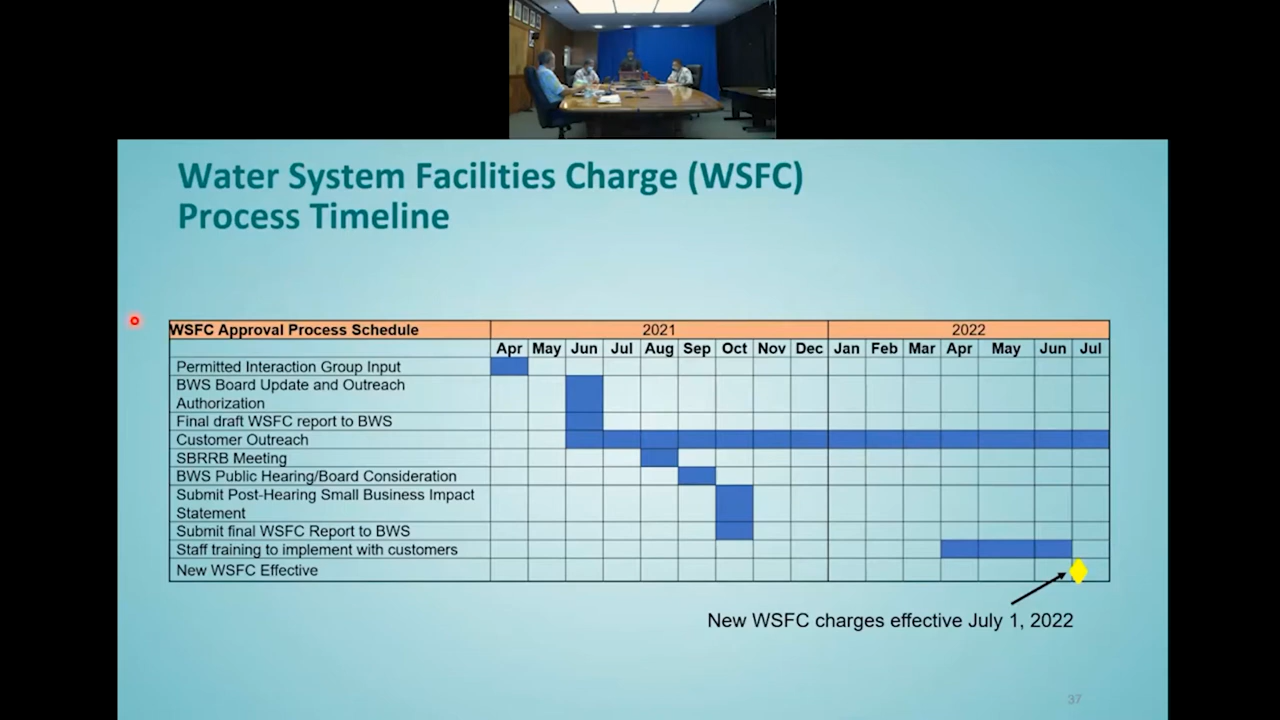 Water System Facilities Charge (WSFC)
Process Timeline
WSFC Approval Process Schedule 2021 2022
Apr May Jun Jul Aug Sep Oct Nov Dec Jan Feb Mar Apr May Jun Jul
Permitted Interaction Group Input
BWS Board Update and Outreach
Authorization
Final draft WSFC report to BWS
Customer Outreach
SBRRB Meeting
BWS Public Hearing/Board Consideration
Submit Post-Hearing Small Business Impact
Statement
Submit final WSFC Report to BWS
Staff training to implement with customers
New WSFC Effective
New WSFC charges effective July 1, 2022
37